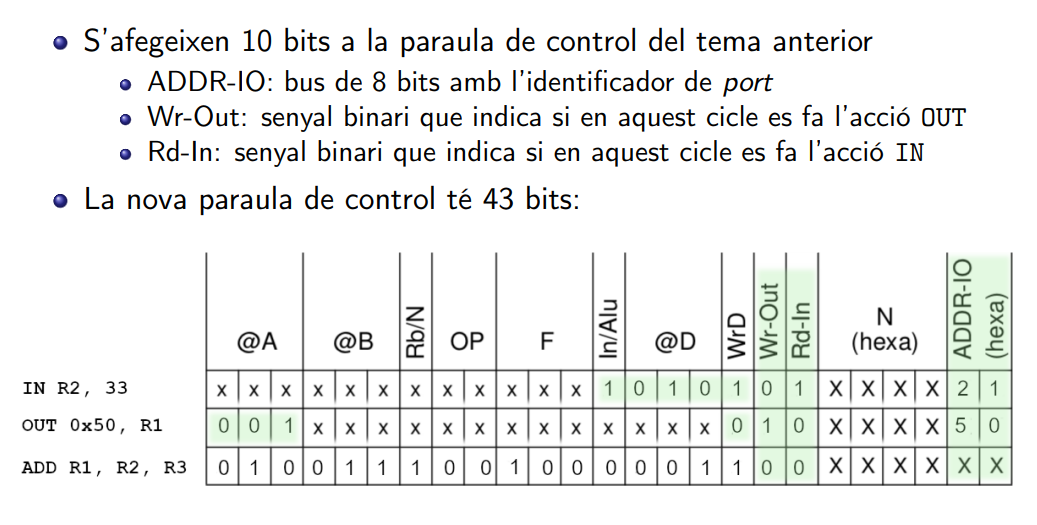 S'afegeixen 10 bits a la paraula de control del tema anterior
ADDR-IO: bus de 8 bits amb l'identificador de port
Wr-Out: senyal binari que indica si en aquest cicle es fa l'acció OUT
Rd-In: senyal binari que indica si en aquest cicle es fa l'acció IN
La nova paraula de control té 43 bits:
@A @B Rb/N OP F In/Alu @D WrD Wr-Out Rd-In N (hexa) ADDR-IO (hexa)
IN R2, 33 x x x x x x x x x x x x 1 0 1 0 1 0 1 X X X X 2 1
OUT 0x50, R1 0 0 1 x x x x x x x x x x x x x 0 1 0 X X X X 5 0
ADD R1, R2, R3 0 1 0 0 1 1 1 0 0 1 0 0 0 0 0 1 1 0 0 X X X X X X